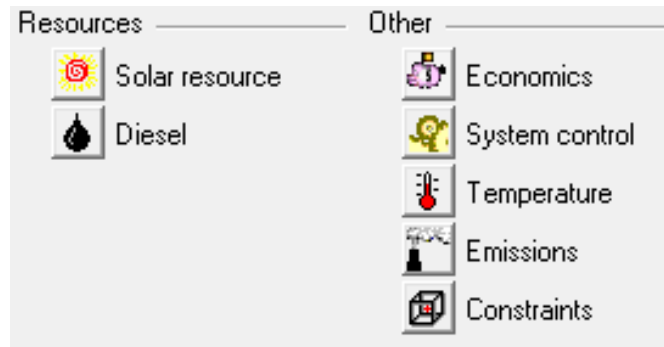 Resources
Solar resource
Diesel
Other
Economics
System control
Temperature
Emissions
Constraints